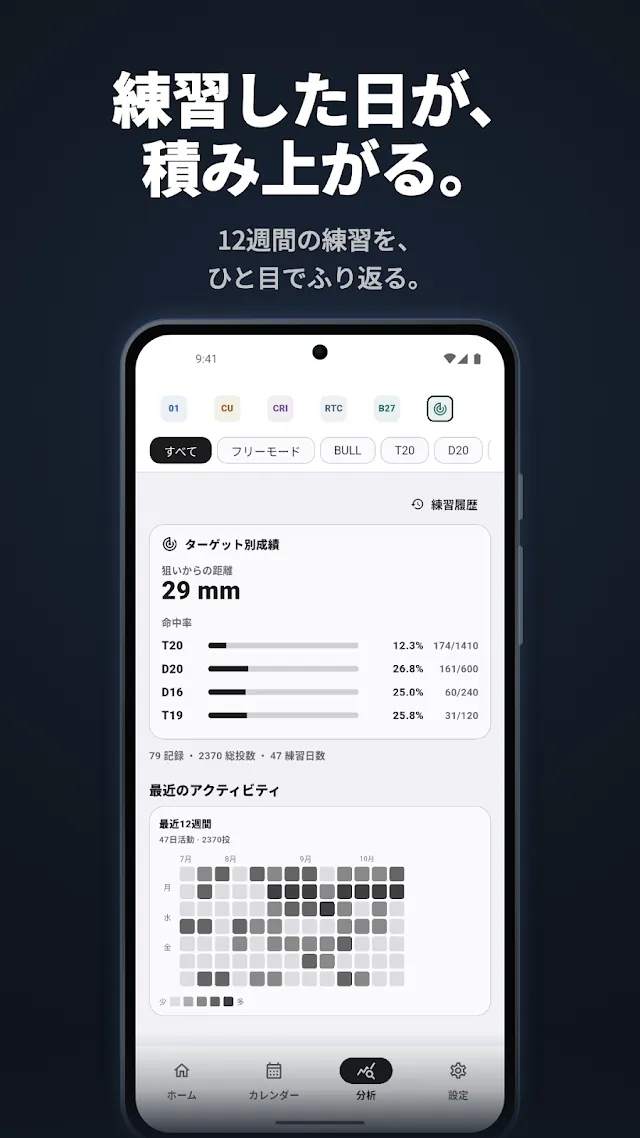 練習した日が、
積み上がる。
12週間の練習を、
ひと目でふり返る。
9:41
01 CU CRI RTC B27
すべて フリーモード BULL T20 D20
練習履歴
ターゲット別成績
狙いからの距離
29 mm
命中率
T20 12.3% 174/1410
D20 26.8% 161/600
D16 25.0% 60/240
T19 25.8% 31/120
79 記録 ・ 2370 総投数 ・ 47 練習日数
最近のアクティビティ
最近12週間
47日活動 · 2370投
7月 8月 9月 10月
月
水
金
少 多
ホーム カレンダー 分析 設定